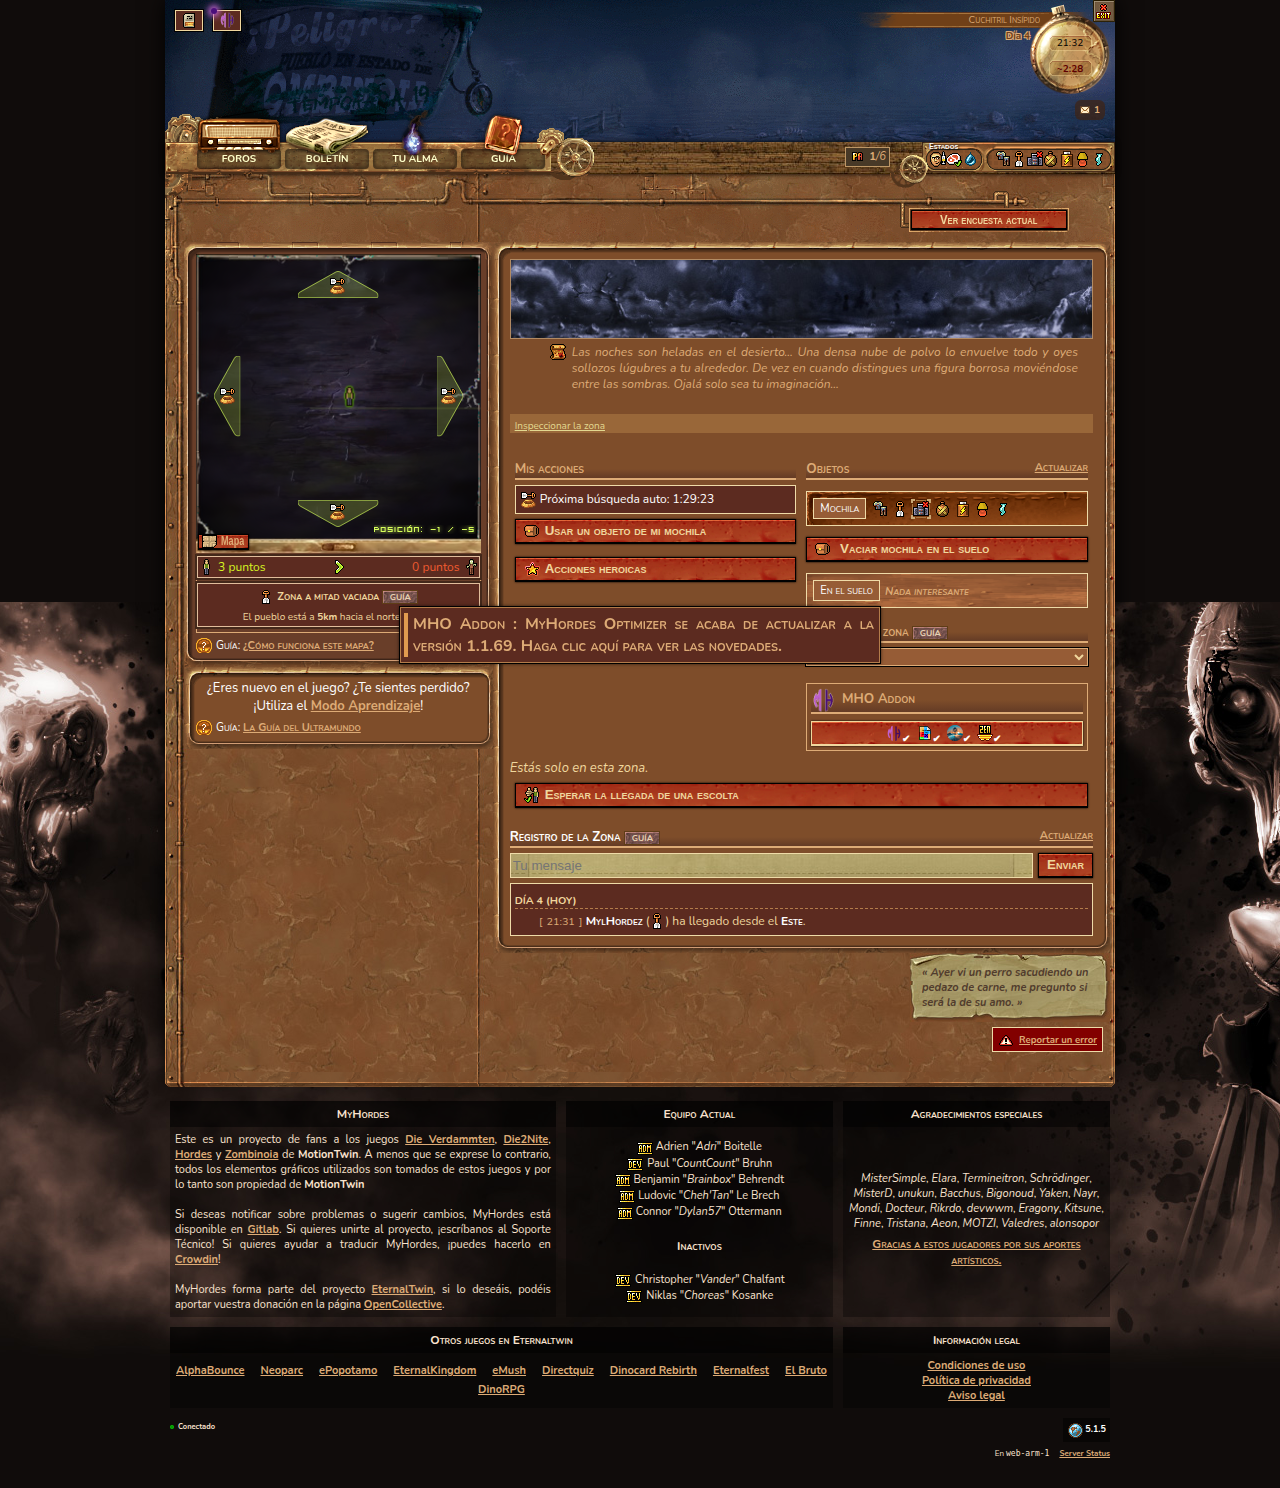 ¡Peligro!
PUEBLO EN ESTADO DE
Cuchitril Insípido
Día 4
EXIT
21:32
~2:28
1
FOROS
BOLETÍN
TU ALMA
GUIA
PA 1/6
Estados
Ver encuesta actual
Las noches son heladas en el desierto... Una densa nube de polvo lo envuelve todo y oyes
sollozos lúgubres a tu alrededor. De vez en cuando distingues una figura borrosa moviéndose
entre las sombras. Ojalá solo sea tu imaginación...
Inspeccionar la zona
POSICIÓN: -1 / -5
Mapa
3 puntos
0 puntos
Zona a mitad vaciada GUÍA
El pueblo está a 5km hacia el norte
Guía: ¿Cómo funciona este mapa?
¿Eres nuevo en el juego? ¿Te sientes perdido?
¡Utiliza el Modo Aprendizaje!
Guía: La Guía del Ultramundo
Mis acciones
Próxima búsqueda auto: 1:29:23
Usar un objeto de mi mochila
Acciones heroicas
Objetos
Actualizar
Mochila
Vaciar mochila en el suelo
En el suelo
Nada interesante
zona GUÍA
MHO Addon : MyHordes Optimizer se acaba de actualizar a la
versión 1.1.69. Haga clic aquí para ver las novedades.
MHO Addon
Estás solo en esta zona.
Esperar la llegada de una escolta
Registro de la Zona GUÍA
Actualizar
Tu mensaje
Enviar
DÍA 4 (HOY)
[ 21:31 ] MylHordez ( ) ha llegado desde el Este.
« Ayer ví un perro sacudiendo un
pedazo de carne, me pregunto si
será la de su amo. »
Reportar un error
MyHordes
Este es un proyecto de fans a los juegos Die Verdammten, Die2Nite,
Hordes y Zombinoia de MotionTwin. A menos que se exprese lo contrario,
todos los elementos gráficos utilizados son tomados de estos juegos y por
lo tanto son propiedad de MotionTwin
Si deseas notificar sobre problemas o sugerir cambios, MyHordes está
disponible en Gitlab. Si quieres unirte al proyecto, ¡escríbanos al Soporte
Técnico! Si quieres ayudar a traducir MyHordes, ¡puedes hacerlo en
Crowdin!
MyHordes forma parte del proyecto EternalTwin, si lo deseáis, podéis
aportar vuestra donación en la página OpenCollective.
Equipo Actual
ADM Adrien "Adri" Boitelle
DEV Paul "CountCount" Bruhn
ADM Benjamin "Brainbox" Behrendt
ADM Ludovic "Cheh'Tan" Le Brech
ADM Connor "Dylan57" Ottermann
Inactivos
DEV Christopher "Vander" Chalfant
DEV Niklas "Choreas" Kosanke
Agradecimientos especiales
MisterSimple, Elara, Termineitron, Schrödinger,
MisterD, unukun, Bacchus, Bigonoud, Yaken, Nayr,
Mondi, Docteur, Rikrdo, devwwm, Eragony, Kitsune,
Finne, Tristana, Aeon, MOTZI, Valedres, alonsopor
Gracias a estos jugadores por sus aportes
artísticos.
Otros juegos en Eternaltwin
AlphaBounce Neoparc ePopotamo EternalKingdom eMush Directquiz Dinocard Rebirth Eternalfest El Bruto
DinoRPG
Información legal
Condiciones de uso
Política de privacidad
Aviso legal
Conectado
5.1.5
En web-arm-1 Server Status